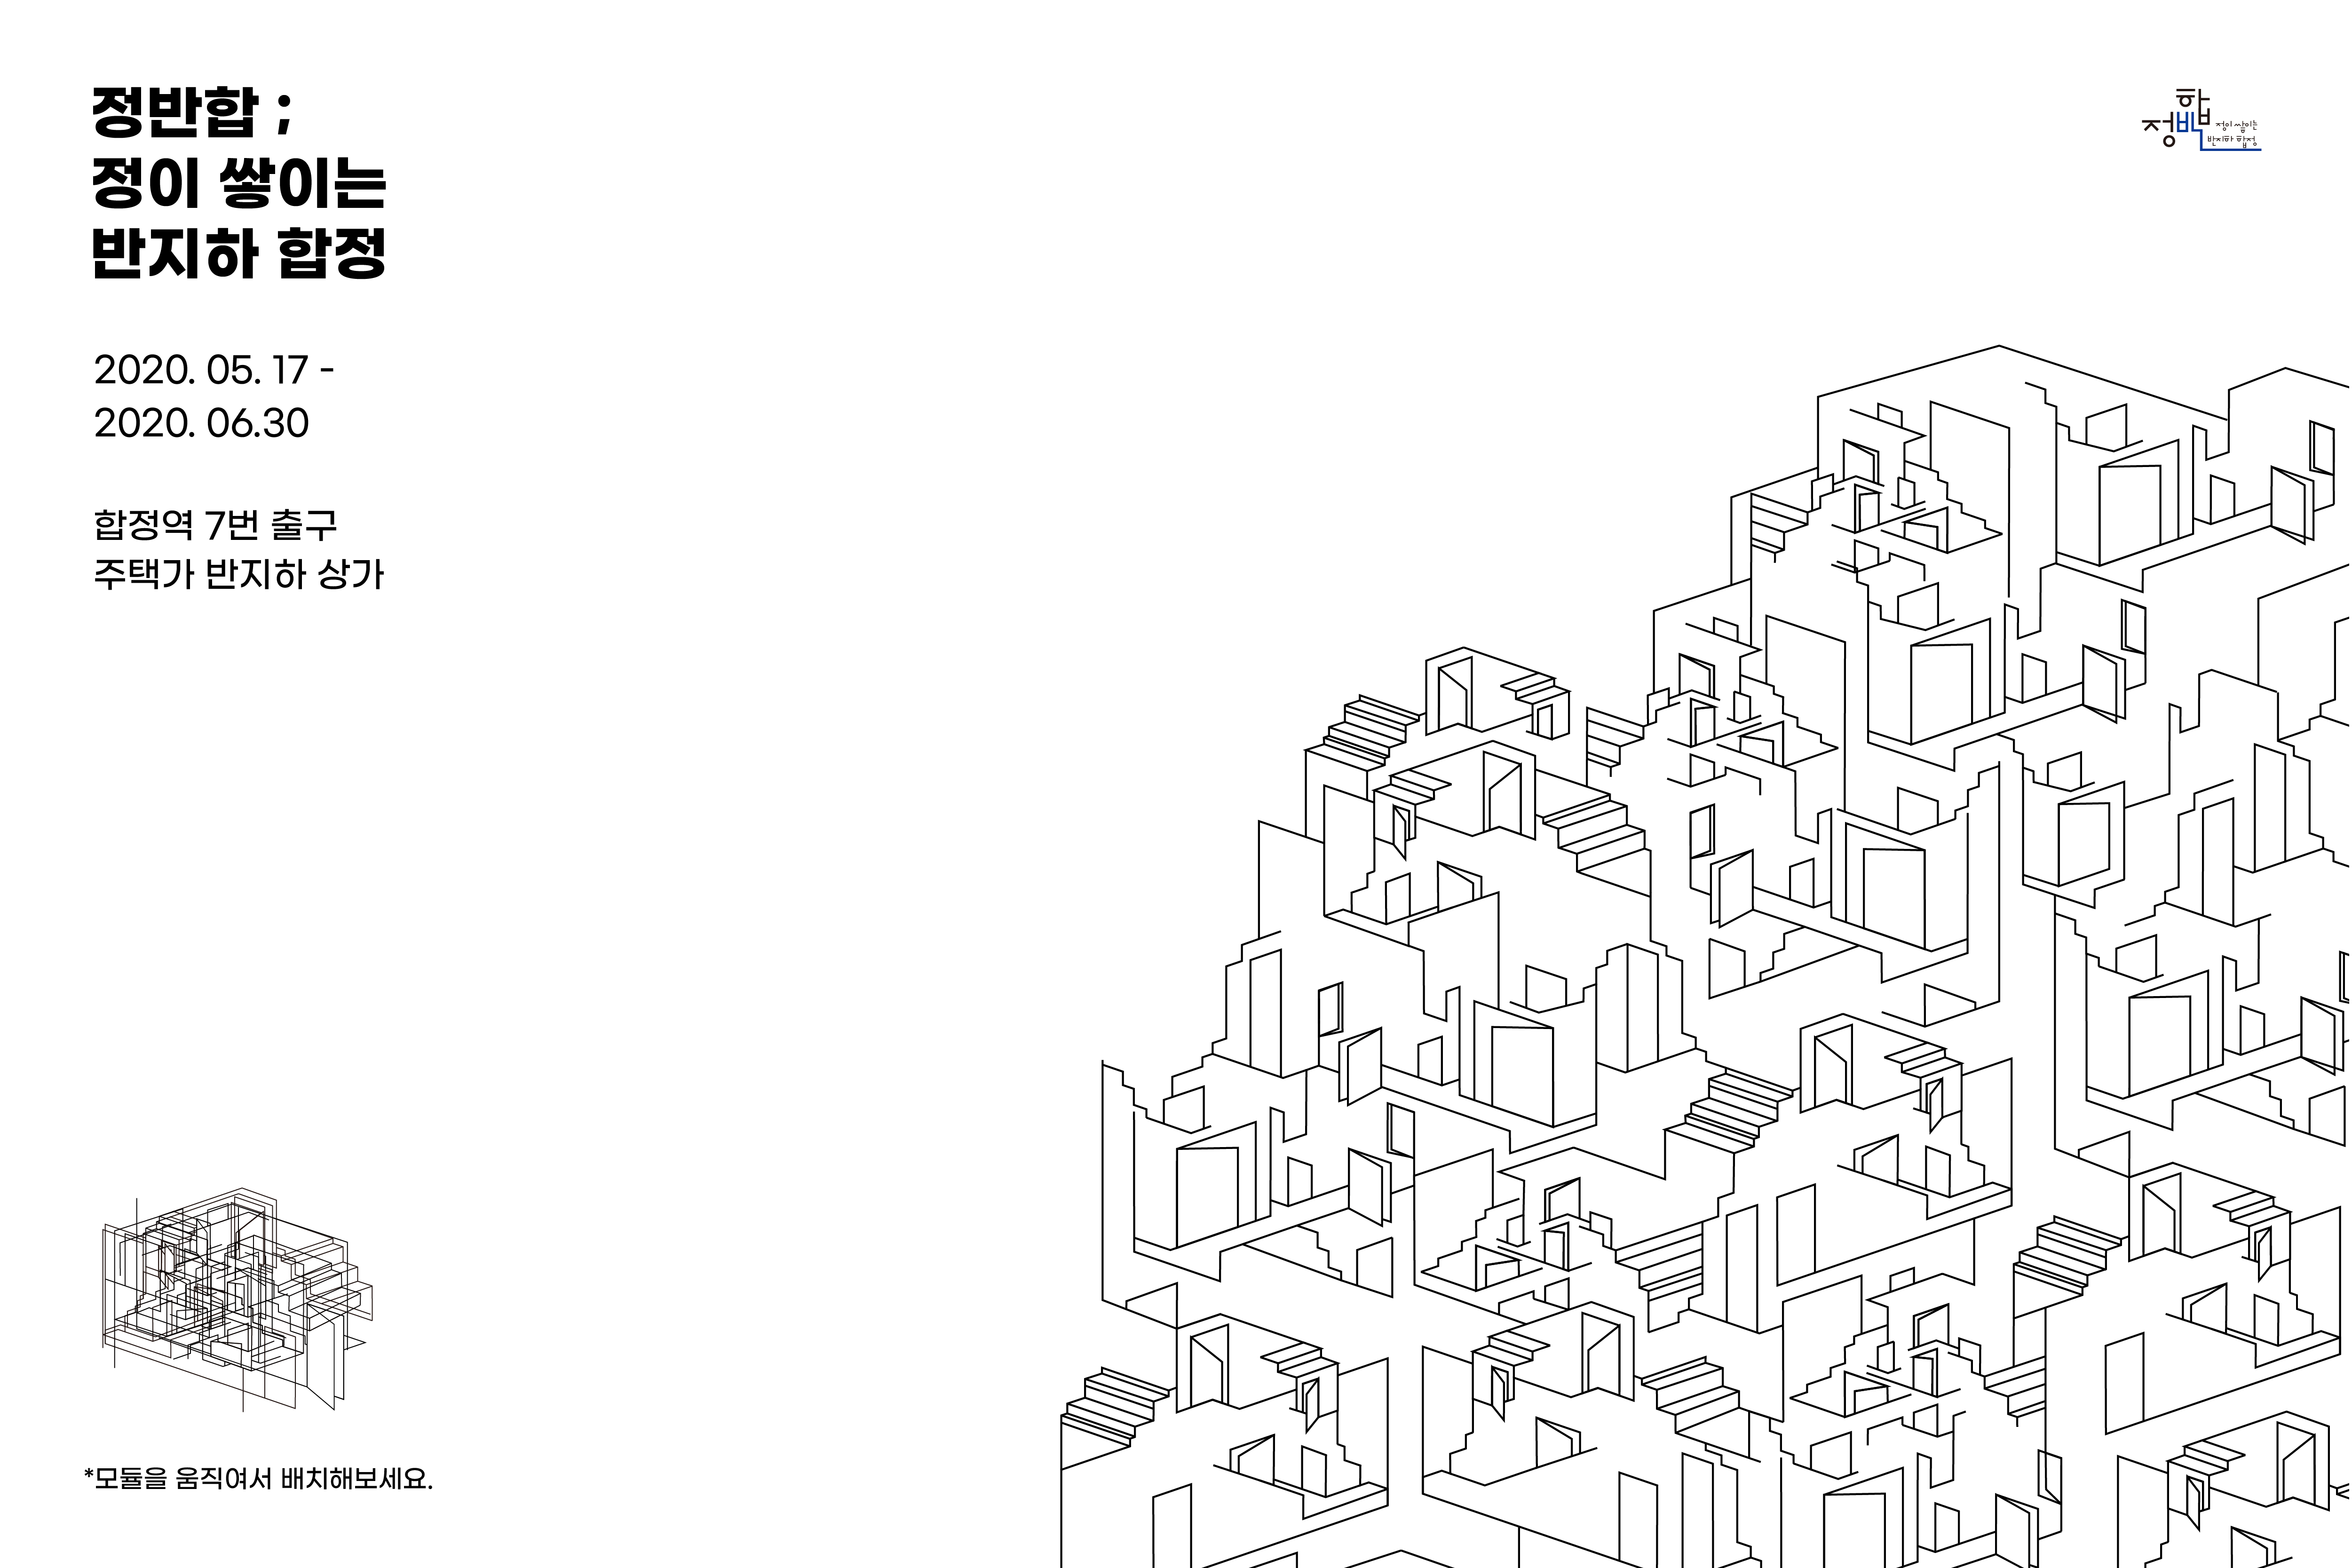 정반합 ;
정이 쌓이는
반지하 합정
2020. 05. 17 -
2020. 06.30
합정역 7번 출구
주택가 반지하 상가
*모듈을 움직여서 배치해보세요.
정반합
정이 쌓이는
반지하 합정